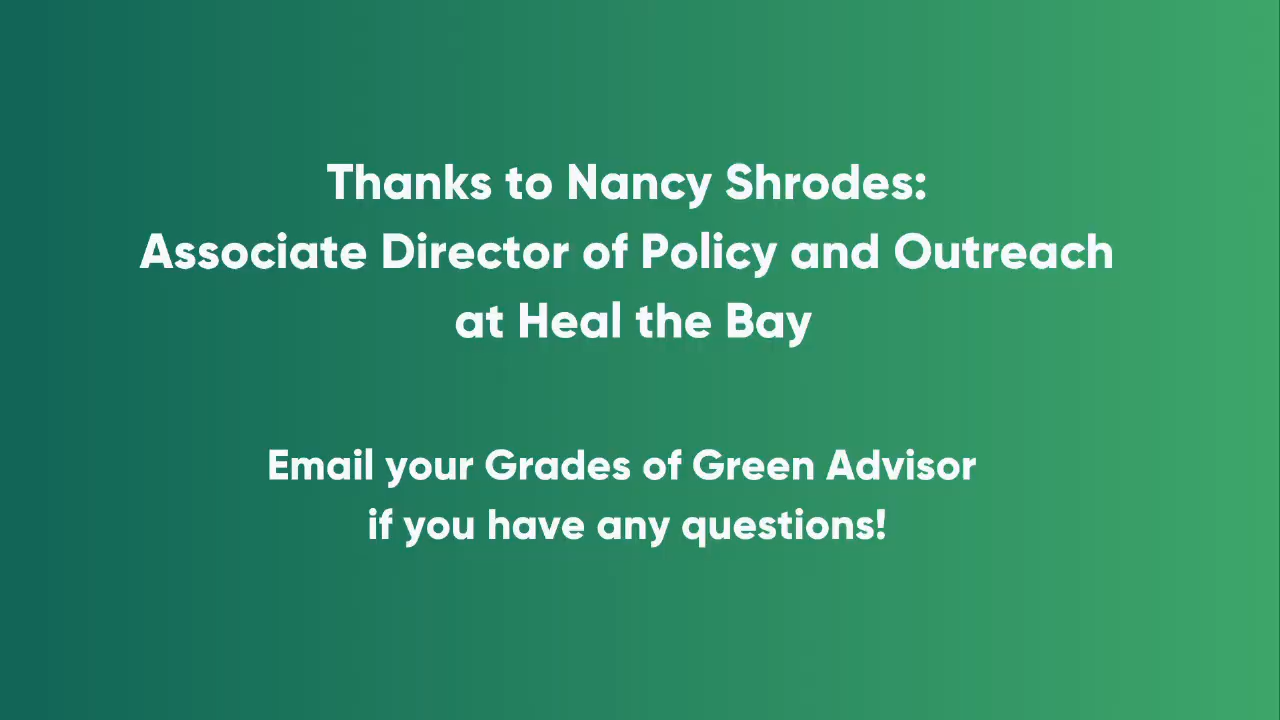 Thanks to Nancy Shrodes:
Associate Director of Policy and Outreach
at Heal the Bay
Email your Grades of Green Advisor
if you have any questions!